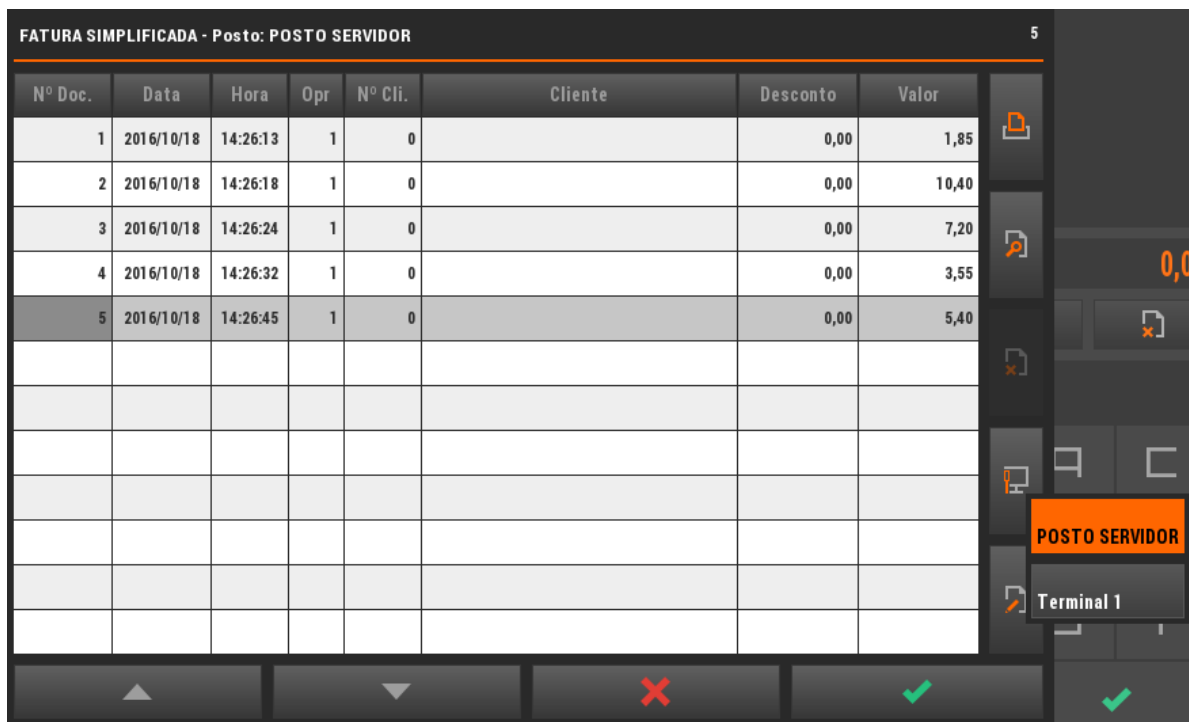 FATURA SIMPLIFICADA - Posto: POSTO SERVIDOR 5
Nº Doc. Data Hora Opr Nº Cli. Cliente Desconto Valor
1 2016/10/18 14:26:13 1 0 0,00 1,85
2 2016/10/18 14:26:18 1 0 0,00 10,40
3 2016/10/18 14:26:24 1 0 0,00 7,20
4 2016/10/18 14:26:32 1 0 0,00 3,55
5 2016/10/18 14:26:45 1 0 0,00 5,40
POSTO SERVIDOR
Terminal 1